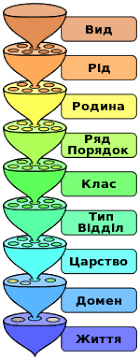 Вид
Рід
Родина
Ряд
Порядок
Клас
Тип
Відділ
Царство
Домен
Життя